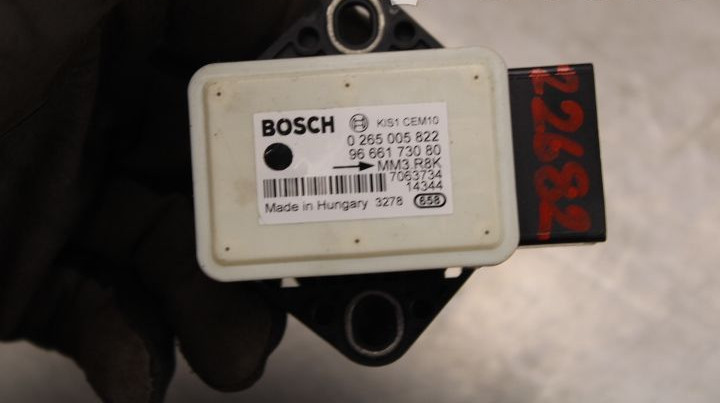 BOSCH KIS1 CEM10
0 265 005 822
96 661 730 80
MM3.R8K
7063734
14344
Made in Hungary 3278 658
22682